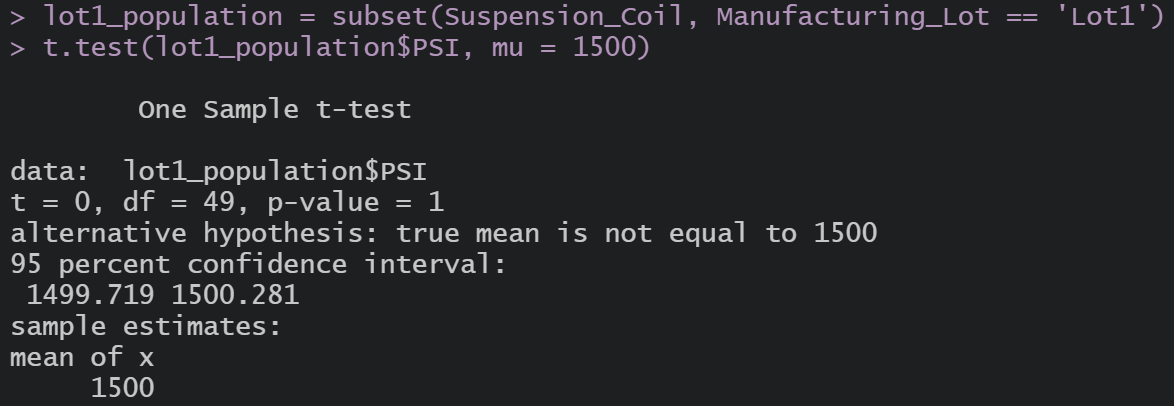 > lot1_population = subset(Suspension_Coil, Manufacturing_Lot == 'Lot1')
> t.test(lot1_population$PSI, mu = 1500)
One Sample t-test
data:  lot1_population$PSI
t = 0, df = 49, p-value = 1
alternative hypothesis: true mean is not equal to 1500
95 percent confidence interval:
 1499.719 1500.281
sample estimates:
mean of x
     1500